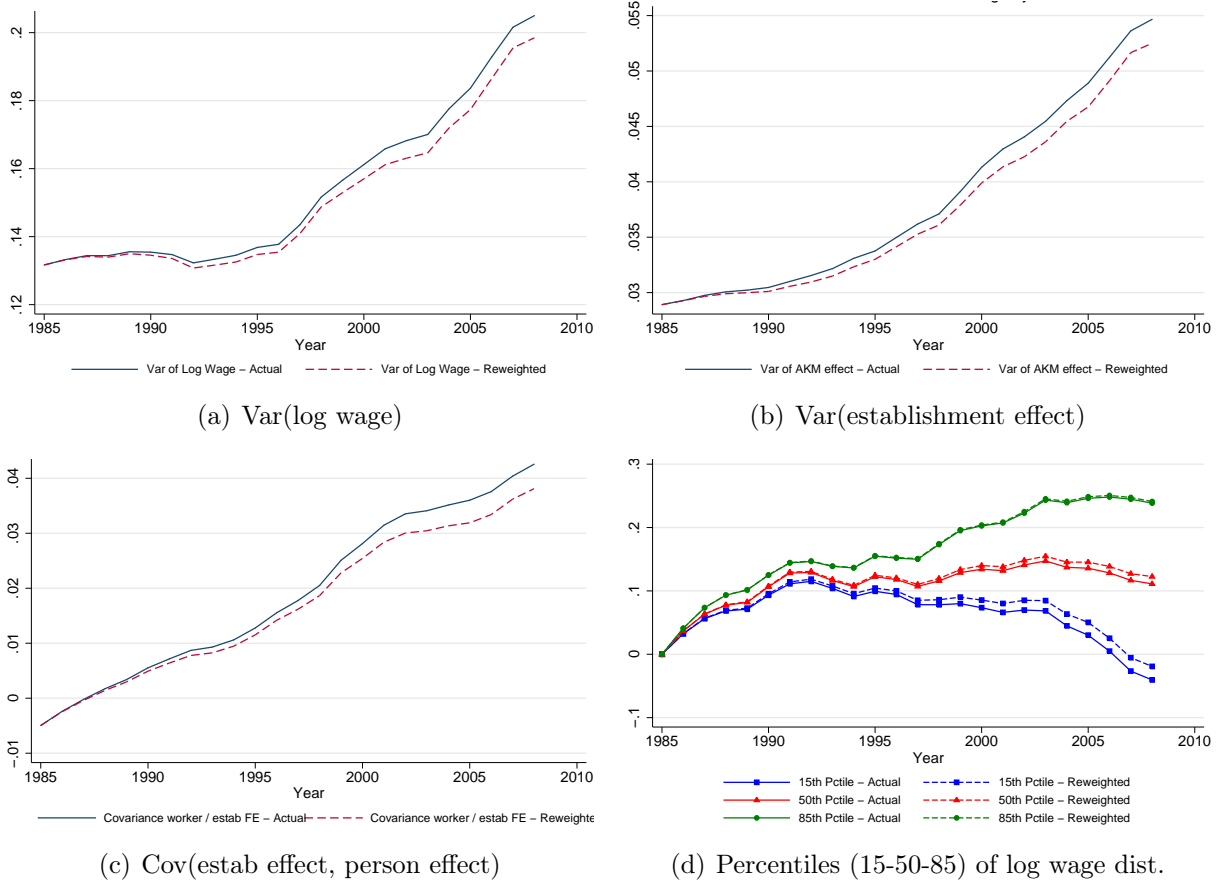 .2
.18
.16
.14
.12
1985 1990 1995 2000 2005 2010
Year
Var of Log Wage – Actual Var of Log Wage – Reweighted
(a) Var(log wage)
.055
.05
.045
.04
.035
.03
1985 1990 1995 2000 2005 2010
Year
Var of AKM effect – Actual Var of AKM effect – Reweighted
(b) Var(establishment effect)
.04
.03
.02
.01
0
-.01
1985 1990 1995 2000 2005 2010
Year
Covariance worker / estab FE – Actual Covariance worker / estab FE – Reweighte
(c) Cov(estab effect, person effect)
.3
.2
.1
0
-.1
1985 1990 1995 2000 2005 2010
Year
15th Pctile – Actual 15th Pctile – Reweighted
50th Pctile – Actual 50th Pctile – Reweighted
85th Pctile – Actual 85th Pctile – Reweighted
(d) Percentiles (15-50-85) of log wage dist.